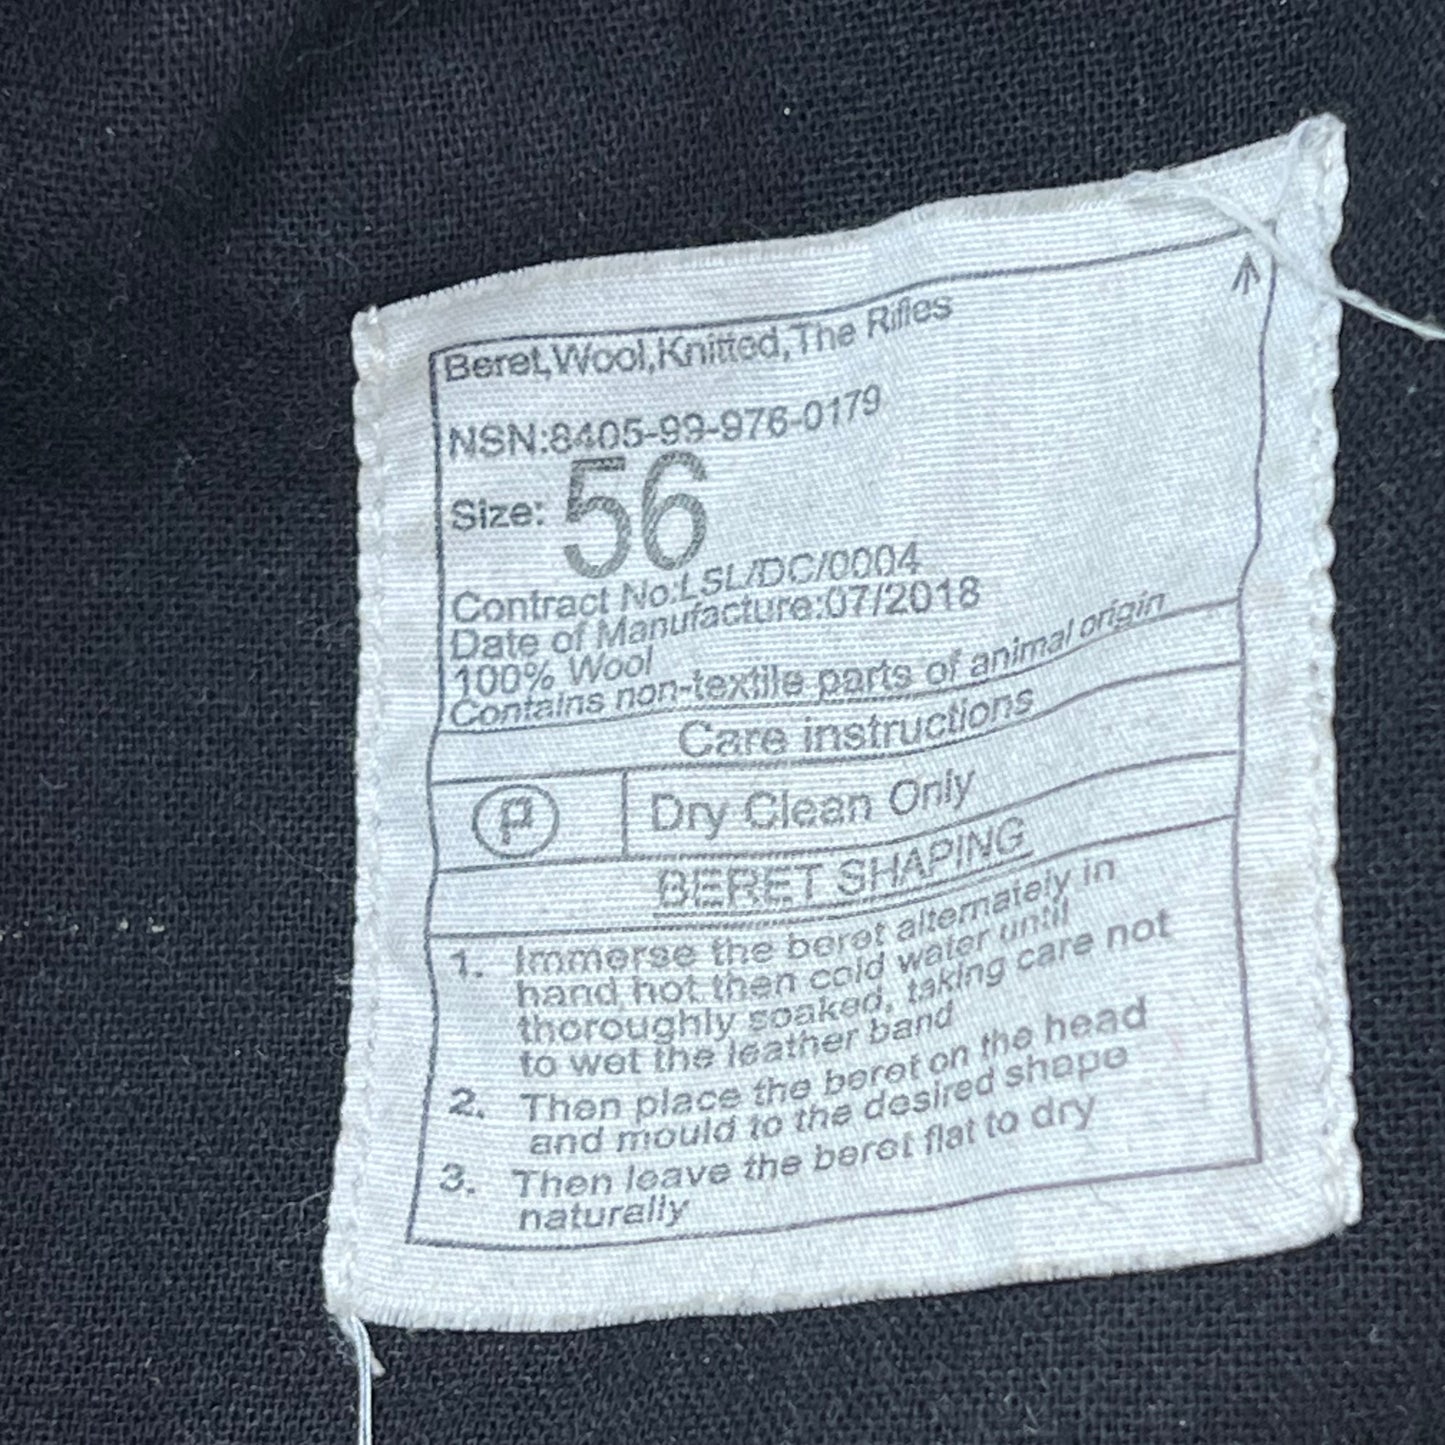 Beret,Wool,Knitted,The Rifles
NSN:8405-99-976-0179
Size: 56
Contract No:LSL/DC/0004
Date of Manufacture:07/2018
100% Wool
Contains non-textile parts of animal origin
Care instructions
P Dry Clean Only
BERET SHAPING
1. Immerse the beret alternately in
hand hot then cold water until
thoroughly soaked, taking care not
to wet the leather band
2. Then place the beret on the head
and mould to the desired shape
3. Then leave the beret flat to dry
naturally